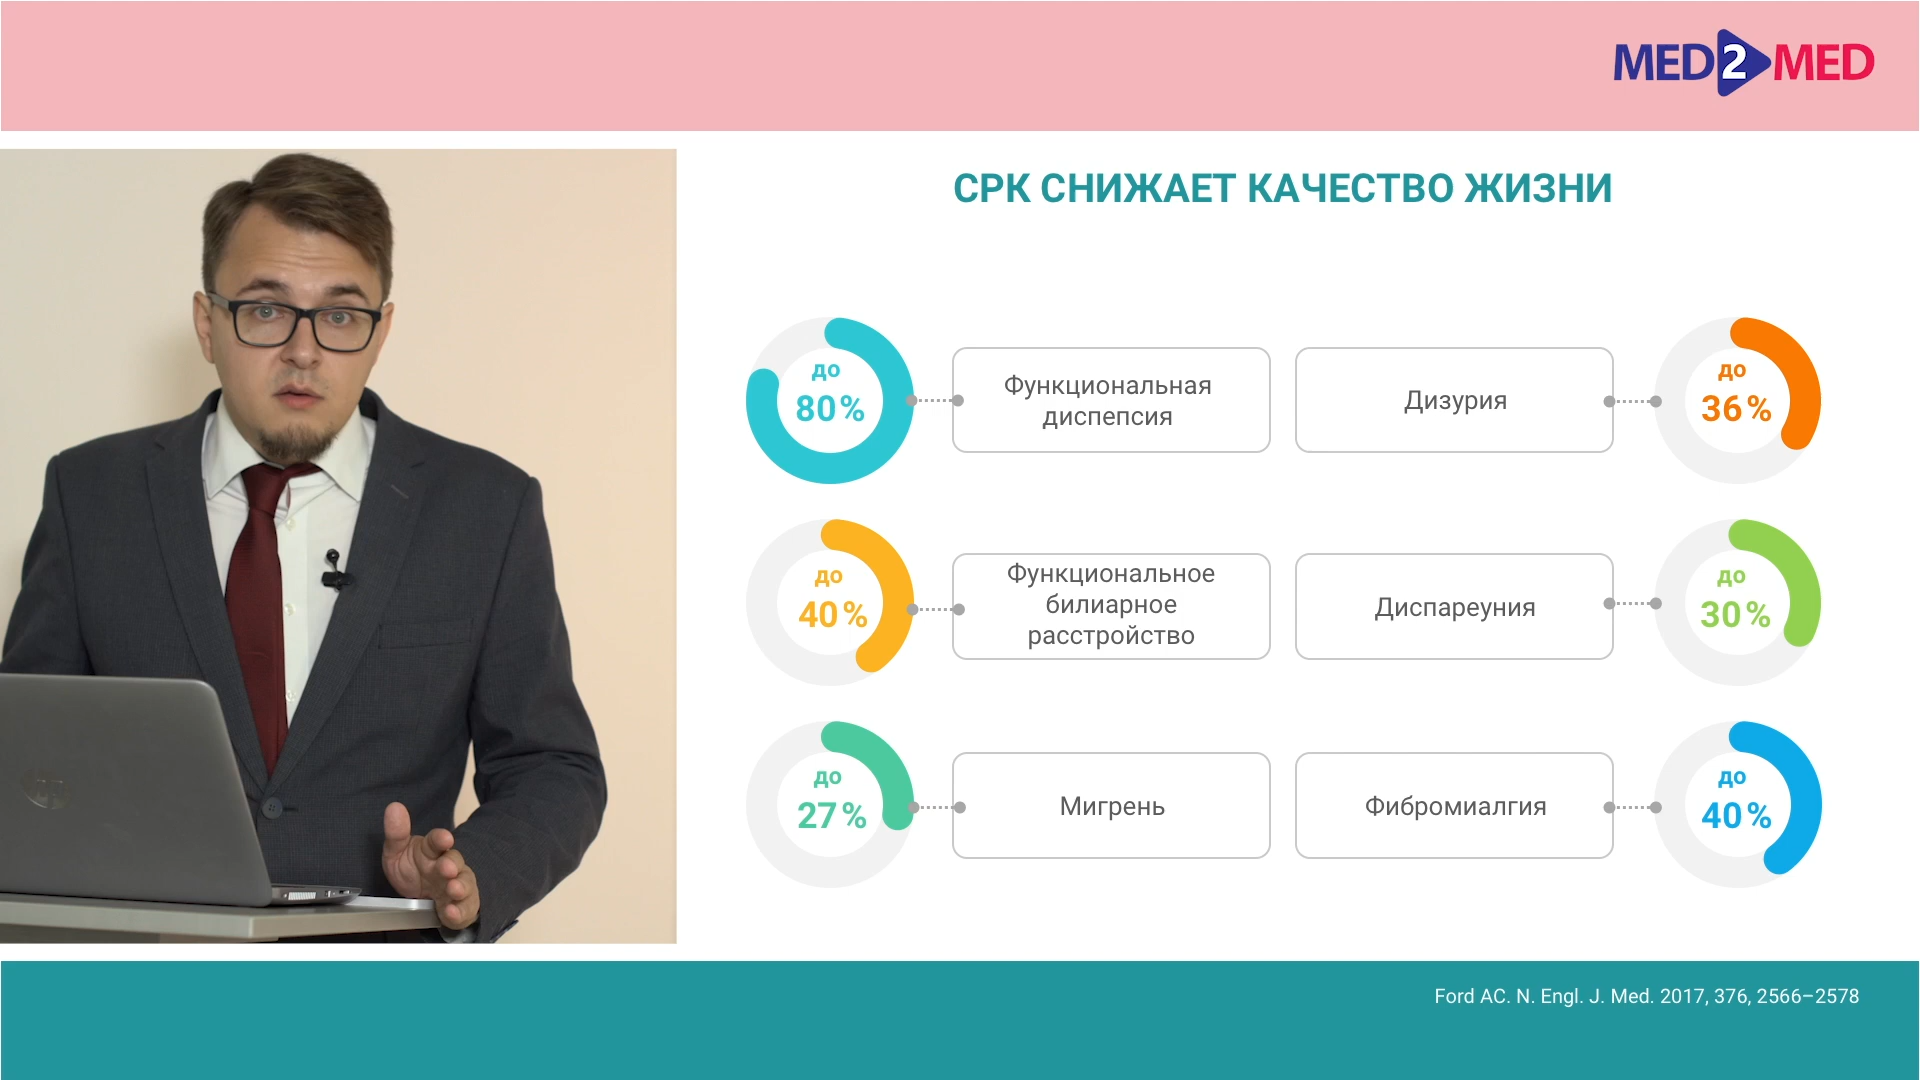 MED2MED
СРК СНИЖАЕТ КАЧЕСТВО ЖИЗНИ
до
80%
Функциональная
диспепсия
Дизурия
до
36%
до
40%
Функциональное
билиарное
расстройство
Диспареуния
до
30%
до
27%
Мигрень
Фибромиалгия
до
40%
Ford AC. N. Engl. J. Med. 2017, 376, 2566–2578